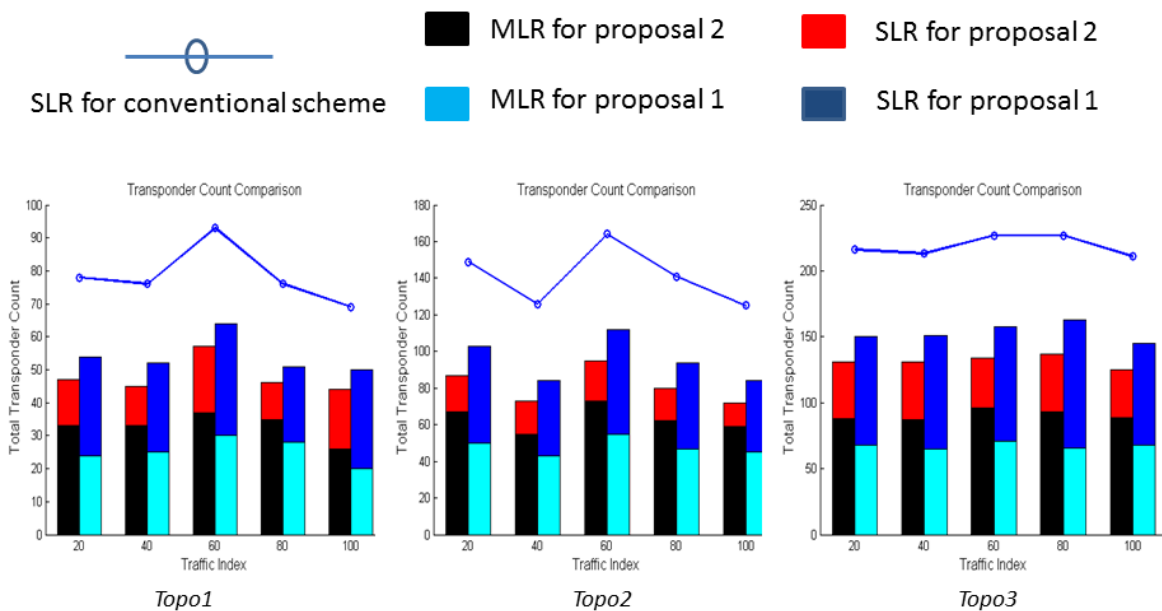 MLR for proposal 2
SLR for proposal 2
SLR for conventional scheme
MLR for proposal 1
SLR for proposal 1
Transponder Count Comparison
100
90
80
70
60
50
40
30
20
10
0
Total Transponder Count
20 40 60 80 100
Traffic Index
Topo1
Transponder Count Comparison
180
160
140
120
100
80
60
40
20
0
Total Transponder Count
20 40 60 80 100
Traffic Index
Topo2
Transponder Count Comparison
250
200
150
100
50
0
Total Transponder Count
20 40 60 80 100
Traffic Index
Topo3